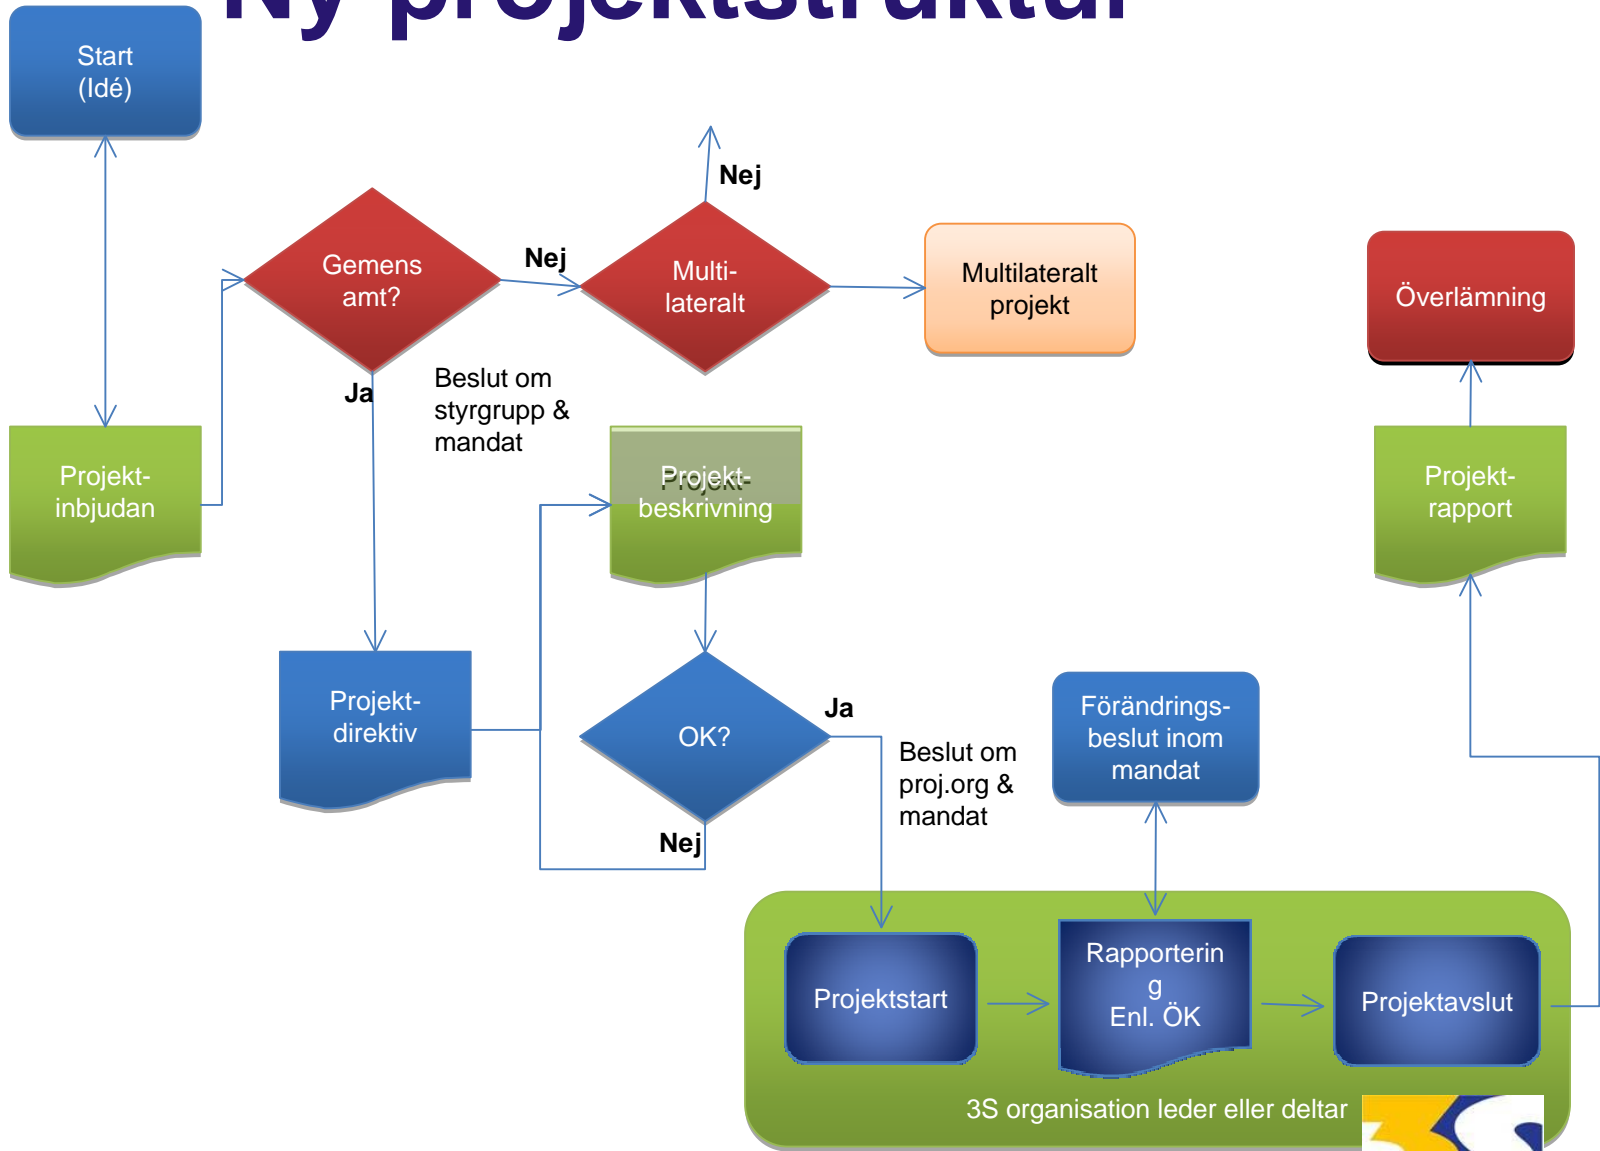 Ny projektstruktur
Start
(Idé)
Nej
Gemens
amt?
Nej
Multi-
lateralt
Multilateralt
projekt
Överlämning
Ja
Beslut om
styrgrupp &
mandat
Projekt-
inbjudan
Projekt-
Projekt-
beskrivning
Projekt-
rapport
Projekt-
direktiv
OK?
Ja
Nej
Beslut om
proj.org &
mandat
Förändrings-
beslut inom
mandat
Projektstart
Rapporterin
g
Enl. ÖK
Projektavslut
3S organisation leder eller deltar
3S